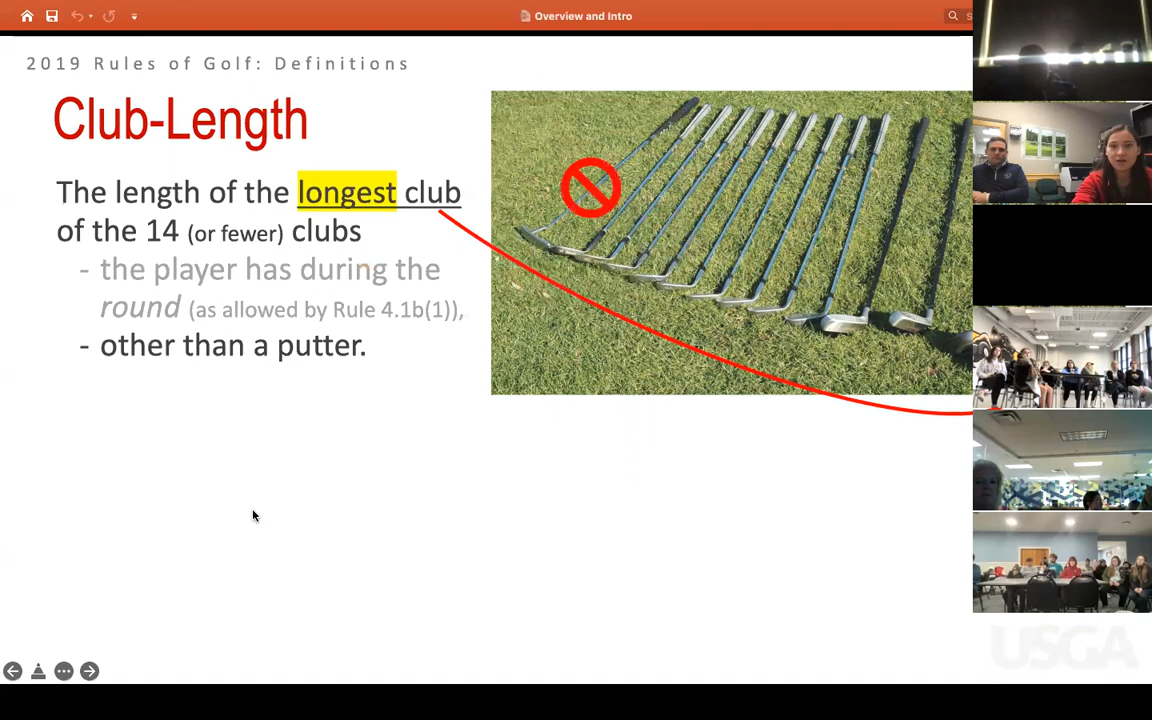 Overview and Intro
S
2019 Rules of Golf: Definitions
Club-Length
The length of the longest club
of the 14 (or fewer) clubs
- the player has during the
round (as allowed by Rule 4.1b(1)),
- other than a putter.
USGA